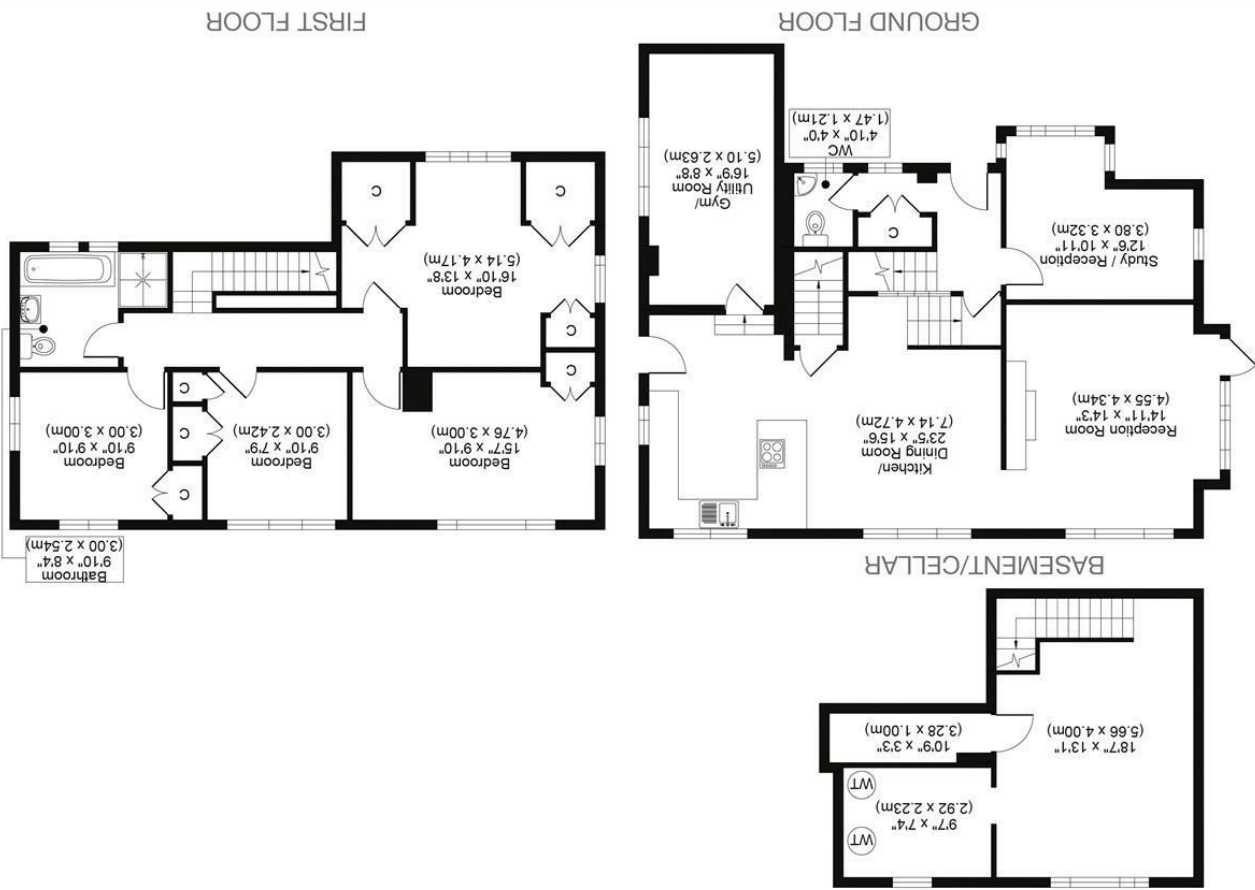 WT
9'7" x 7'4"
(2.92 x 2.23m)
WT
18'7" x 13'1"
(5.66 x 4.00m)
10'9" x 3'3"
(3.28 x 1.00m)
BASEMENT/CELLAR
Reception Room
14'11" x 14'3"
(4.55 x 4.34m)
Kitchen/
Dining Room
23'5" x 15'6"
(7.14 x 4.72m)
Study / Reception
12'6" x 10'11"
(3.80 x 3.32m)
C
Gym/
Utility Room
16'9" x 8'8"
(5.10 x 2.63m)
WC
4'10" x 4'0"
(1.47 x 1.21m)
GROUND FLOOR
Bathroom
9'10" x 8'4"
(3.00 x 2.54m)
Bedroom
15'7" x 9'10"
(4.76 x 3.00m)
Bedroom
9'10" x 7'9"
(3.00 x 2.42m)
C
C
C
Bedroom
9'10" x 9'10"
(3.00 x 3.00m)
C
C
Bedroom
16'10" x 13'8"
(5.14 x 4.17m)
C
C
FIRST FLOOR